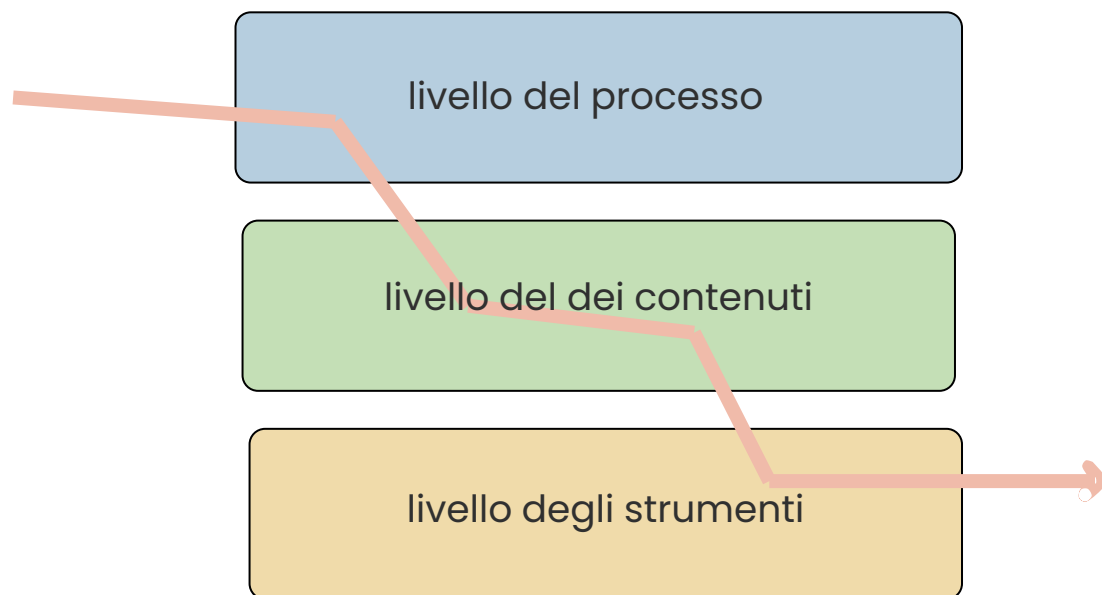 livello del processo
livello del dei contenuti
livello degli strumenti